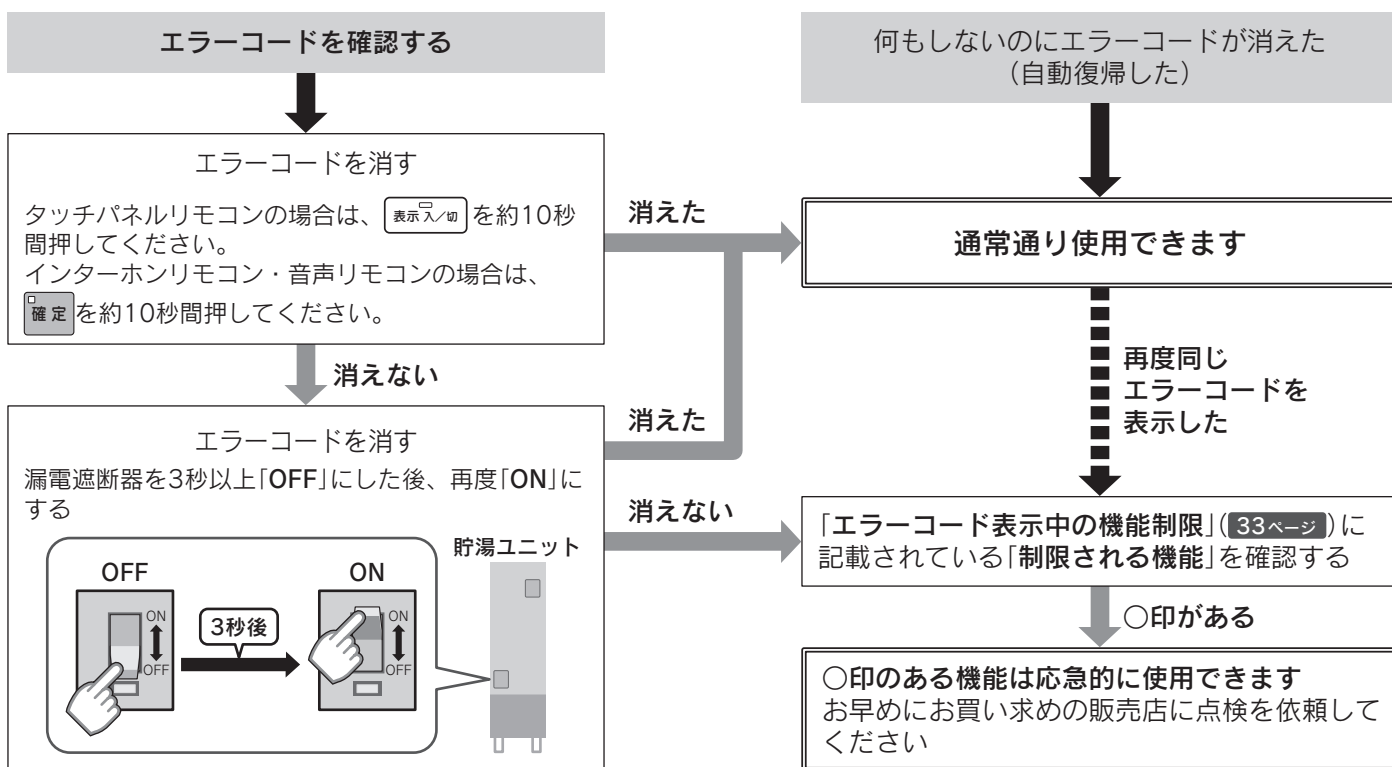 エラーコードを確認する
エラーコードを消す
タッチパネルリモコンの場合は、表示入/切を約10秒
間押してください。
インターホンリモコン・音声リモコンの場合は、
確定を約10秒間押してください。
消えた
消えない
エラーコードを消す
漏電遮断器を3秒以上「OFF」にした後、再度「ON」に
する
消えた
消えない
OFF
ON
OFF
3秒後
ON
ON
OFF
貯湯ユニット
何もしないのにエラーコードが消えた
(自動復帰した)
通常通り使用できます
再度同じ
エラーコードを
表示した
「エラーコード表示中の機能制限」(33ページ)に
記載されている「制限される機能」を確認する
○印がある
○印のある機能は応急的に使用できます
お早めにお買い求めの販売店に点検を依頼して
ください